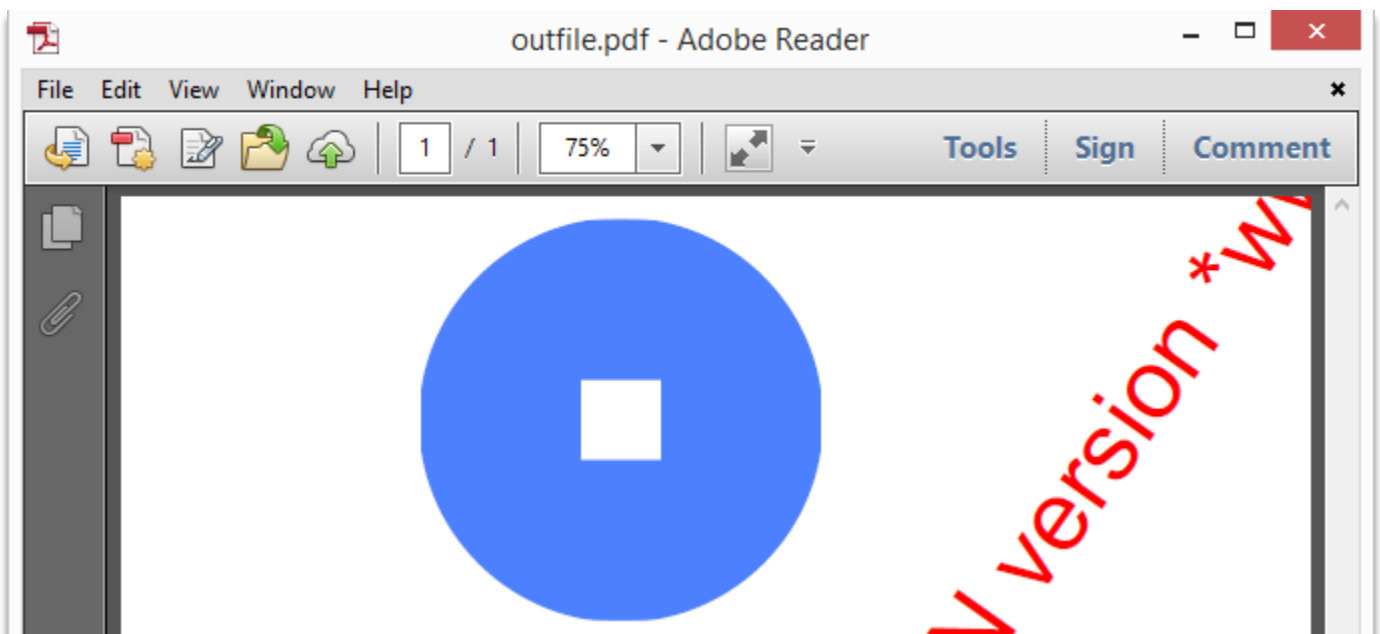 outfile.pdf - Adobe Reader
File Edit View Window Help
1 / 1 75% Tools Sign Comment
version *w